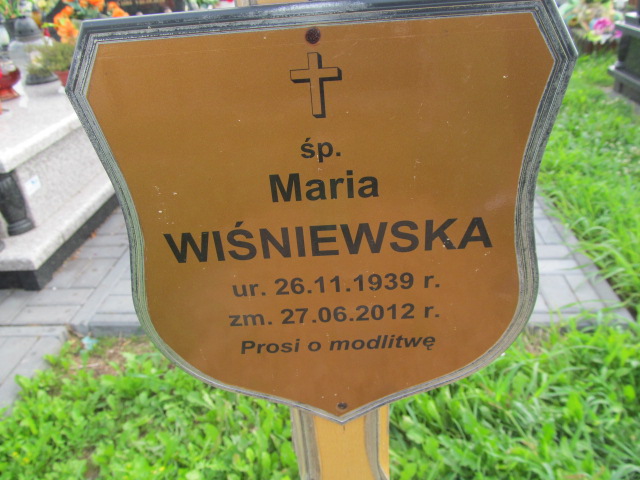 śp.
Maria
WIŚNIEWSKA
ur. 26.11.1939 r.
zm. 27.06.2012 r.
Prosi o modlitwę